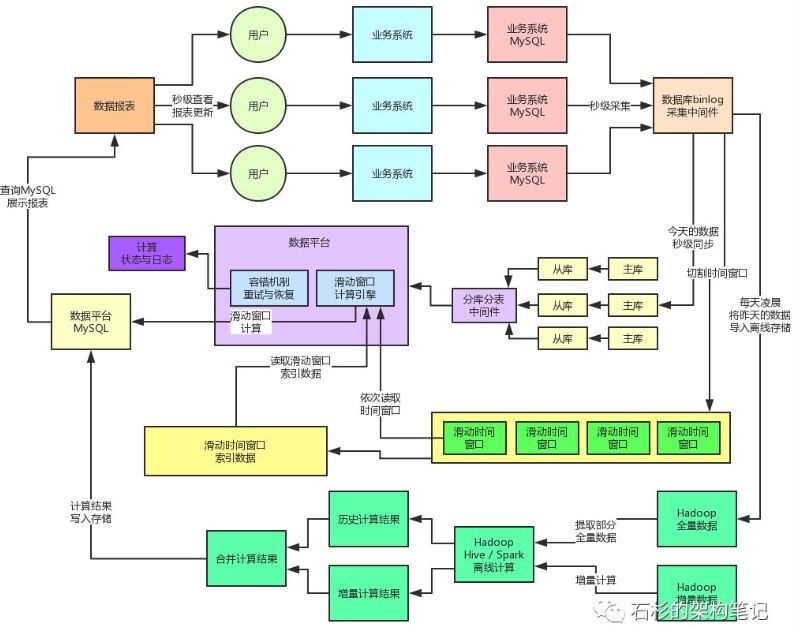 用户
业务系统
业务系统
MySQL
数据报表
秒级查看
报表更新
用户
业务系统
业务系统
MySQL
秒级采集
数据库binlog
采集中间件
用户
业务系统
业务系统
MySQL
查询MySQL
展示报表
今天的数据
秒级同步
切割时间窗口
每天凌晨
将昨天的数据
导入离线存储
计算
状态与日志
数据平台
容错机制
重试与恢复
滑动窗口
计算引擎
滑动窗口
计算
数据平台
MySQL
分库分表
中间件
从库
主库
从库
主库
从库
主库
读取滑动窗口
索引数据
依次读取
时间窗口
滑动时间窗口
索引数据
滑动时间
窗口
滑动时间
窗口
滑动时间
窗口
滑动时间
窗口
计算结果
写入存储
合并计算结果
历史计算结果
增量计算结果
Hadoop
Hive / Spark
离线计算
提取部分
全量数据
增量计算
Hadoop
全量数据
Hadoop
增量数据
石杉的架构笔记